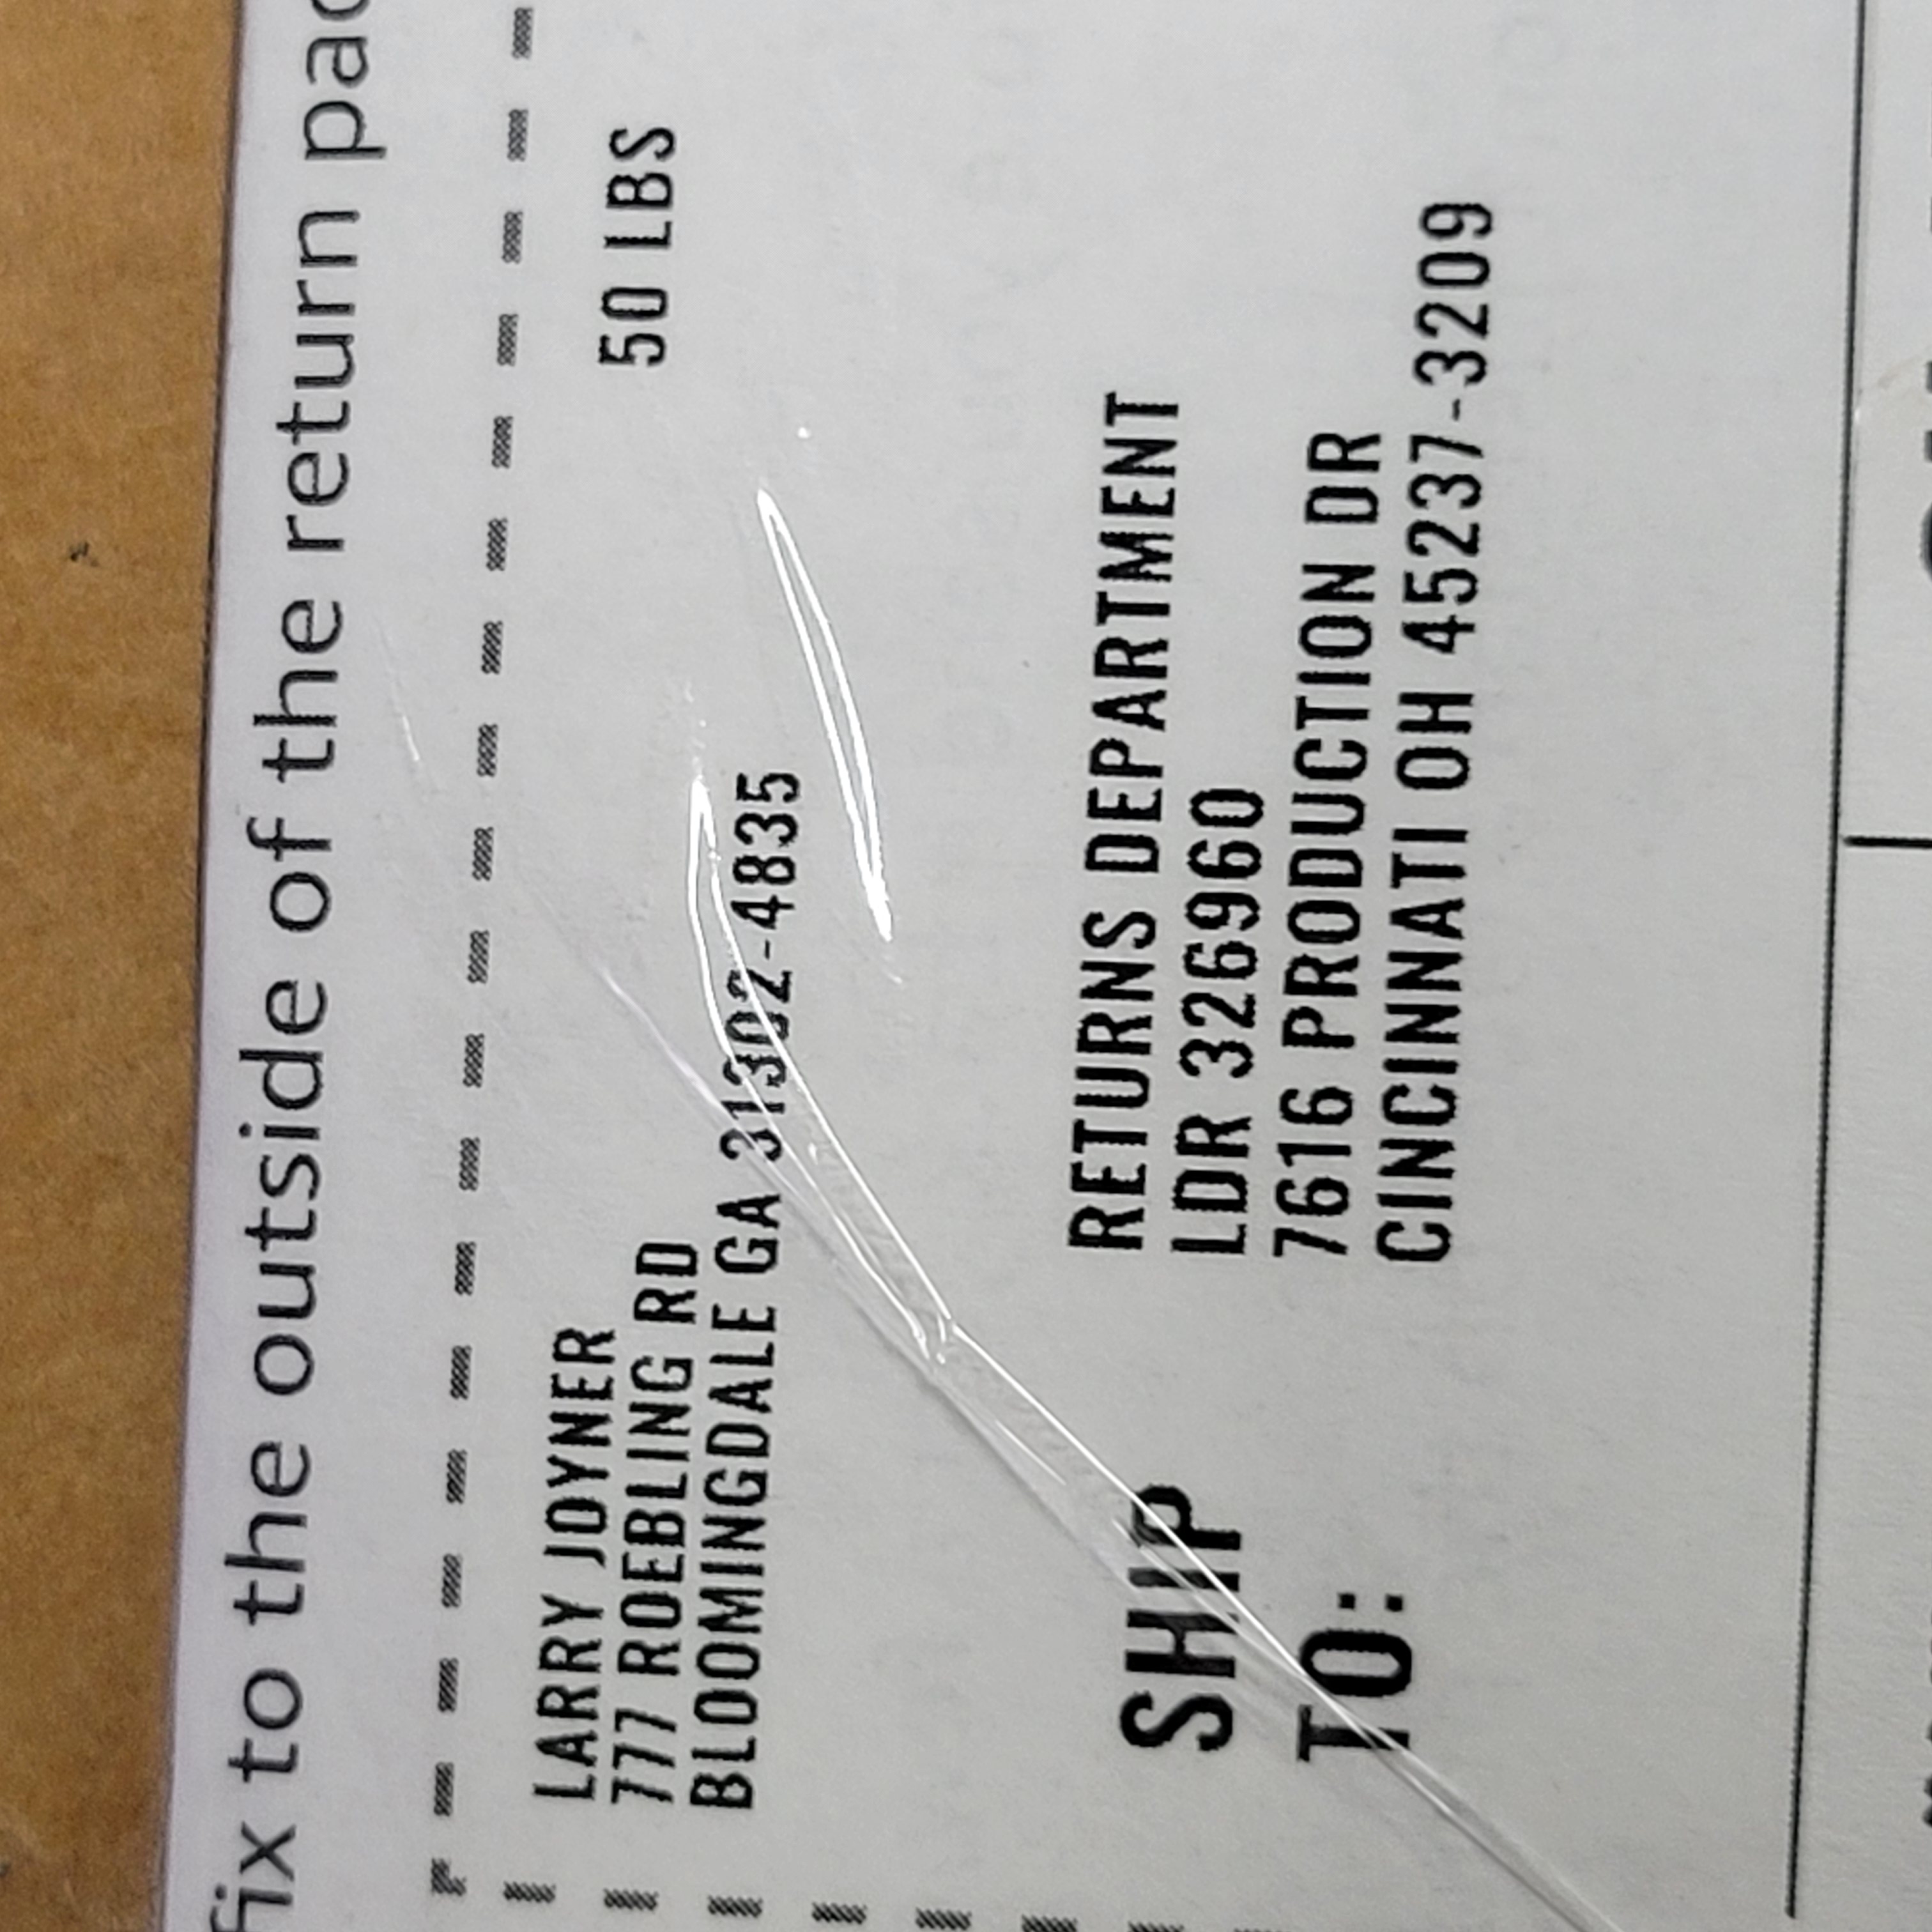 fix to the outside of the return pac
LARRY JOYNER
50 LBS
777 ROEBLING RD
BLOOMINGDALE GA 31302-4835
SHIP
TO:
RETURNS DEPARTMENT
LDR 326960
7616 PRODUCTION DR
CINCINNATI OH 45237-3209